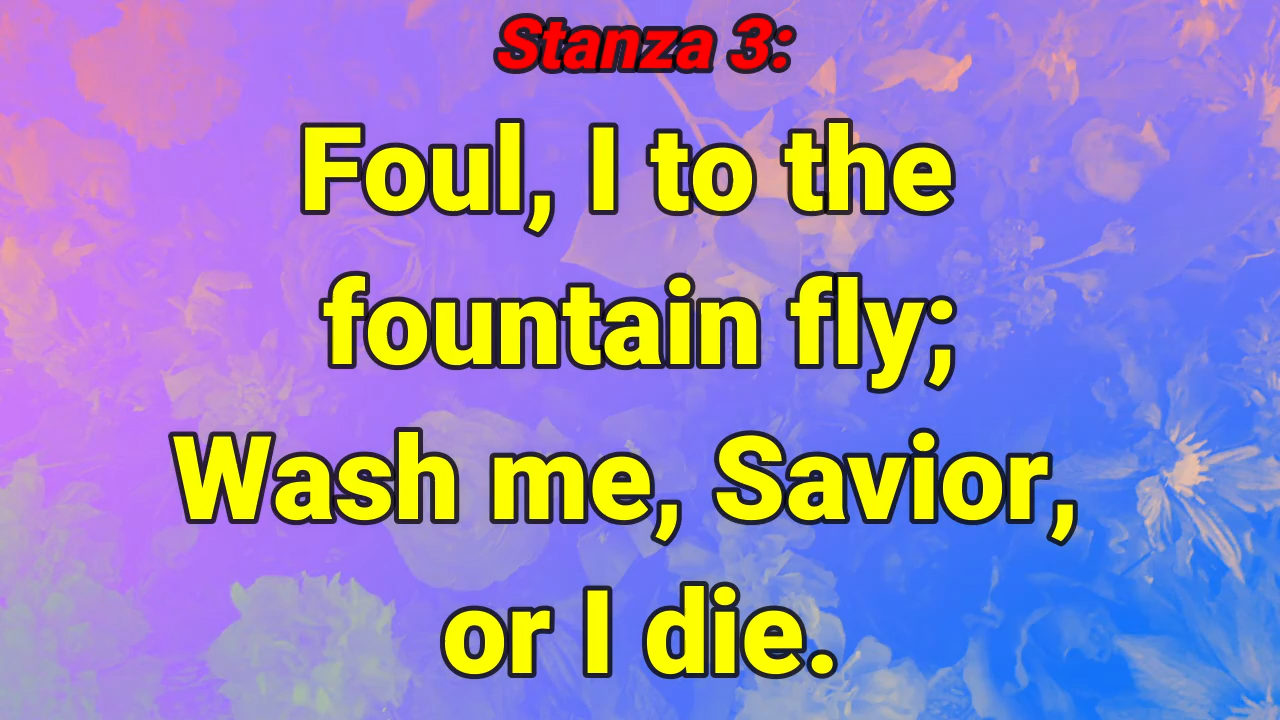 Stanza 3:
Foul, I to the
fountain fly;
Wash me, Savior,
or I die.